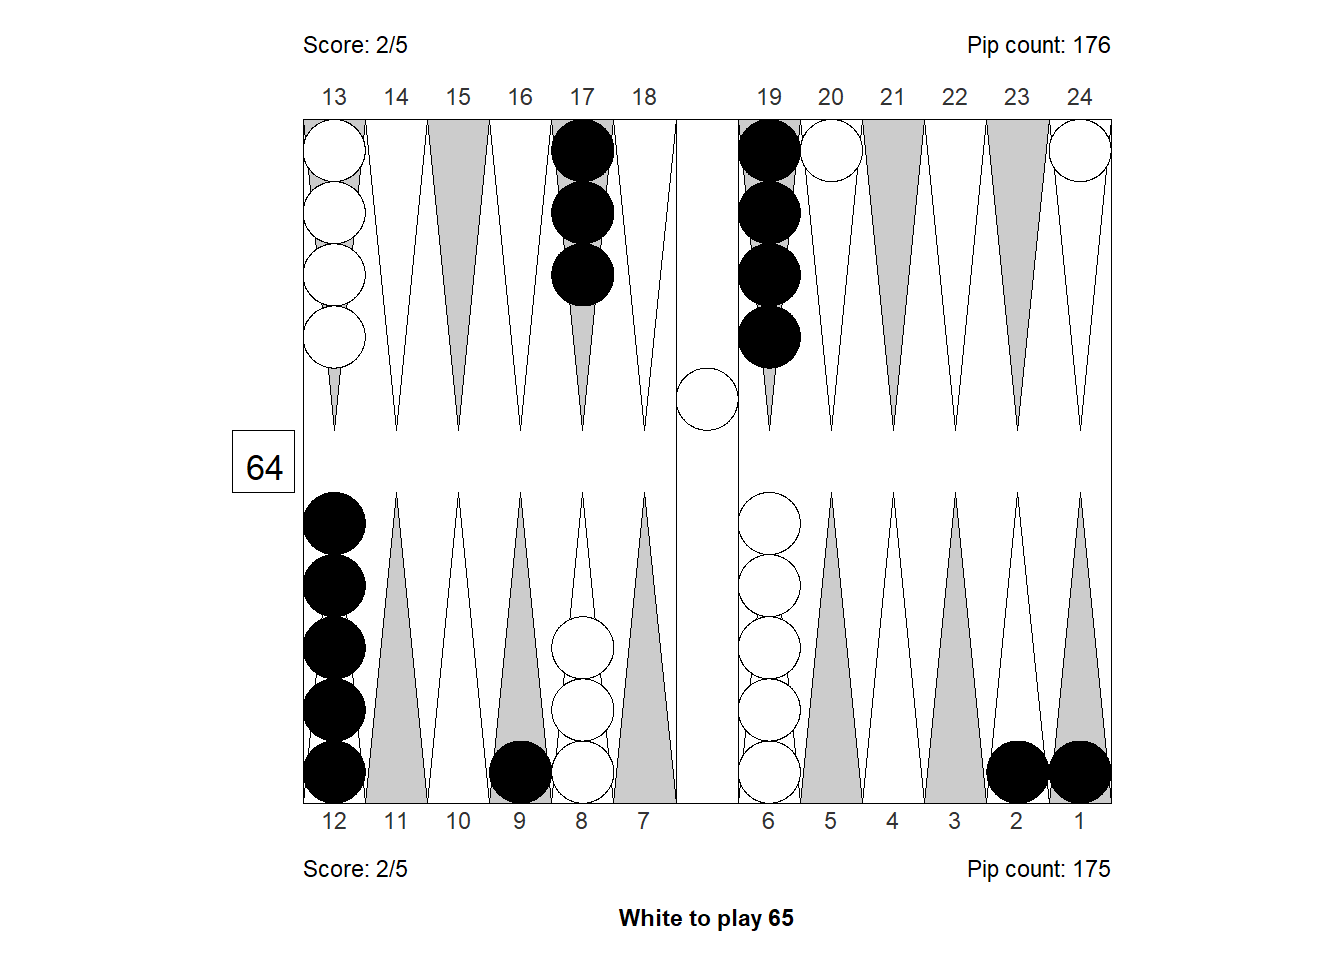 Score: 2/5 Pip count: 176
13 14 15 16 17 18 19 20 21 22 23 24
64
12 11 10 9 8 7 6 5 4 3 2 1
Score: 2/5 Pip count: 175
White to play 65